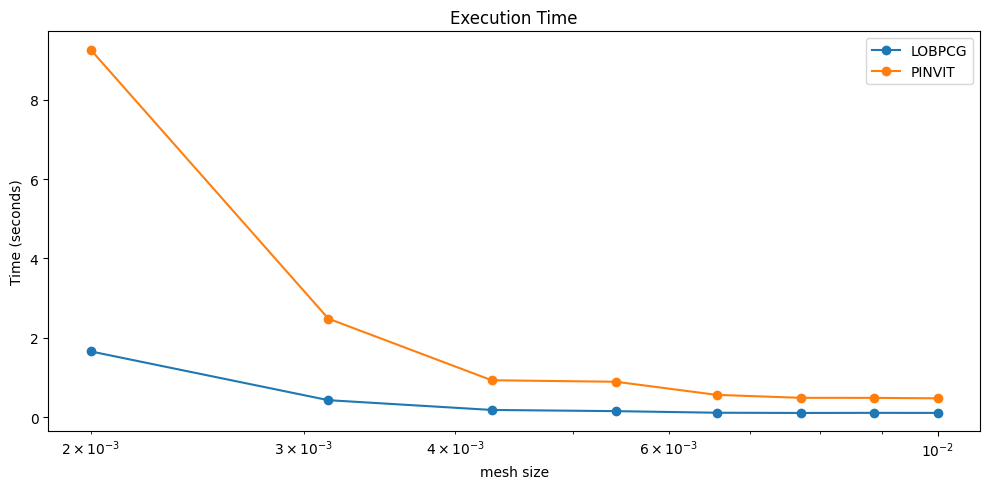 Execution Time
LOBPCG
PINVIT
8
6
4
2
0
Time (seconds)
2 × 10⁻³
3 × 10⁻³
4 × 10⁻³
6 × 10⁻³
10⁻²
mesh size